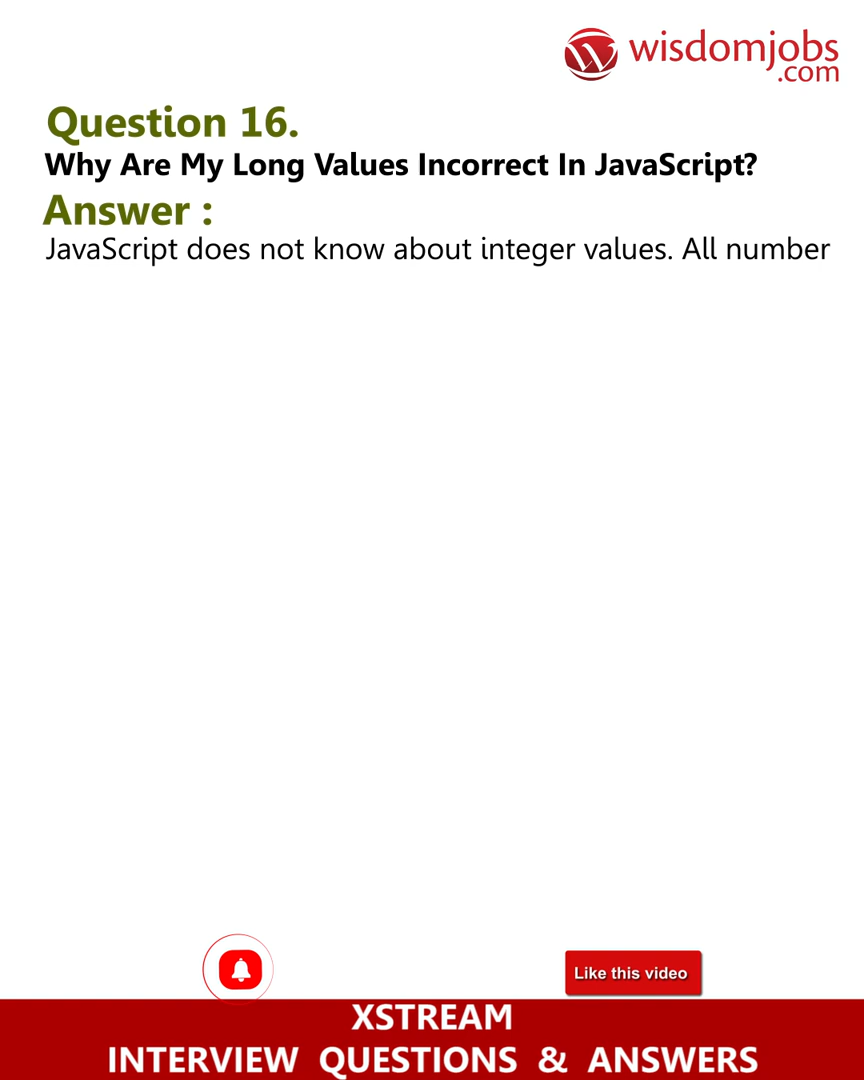 wisdomjobs
.com
Question 16.
Why Are My Long Values Incorrect In JavaScript?
Answer :
JavaScript does not know about integer values. All number
Like this video
XSTREAM
INTERVIEW QUESTIONS & ANSWERS